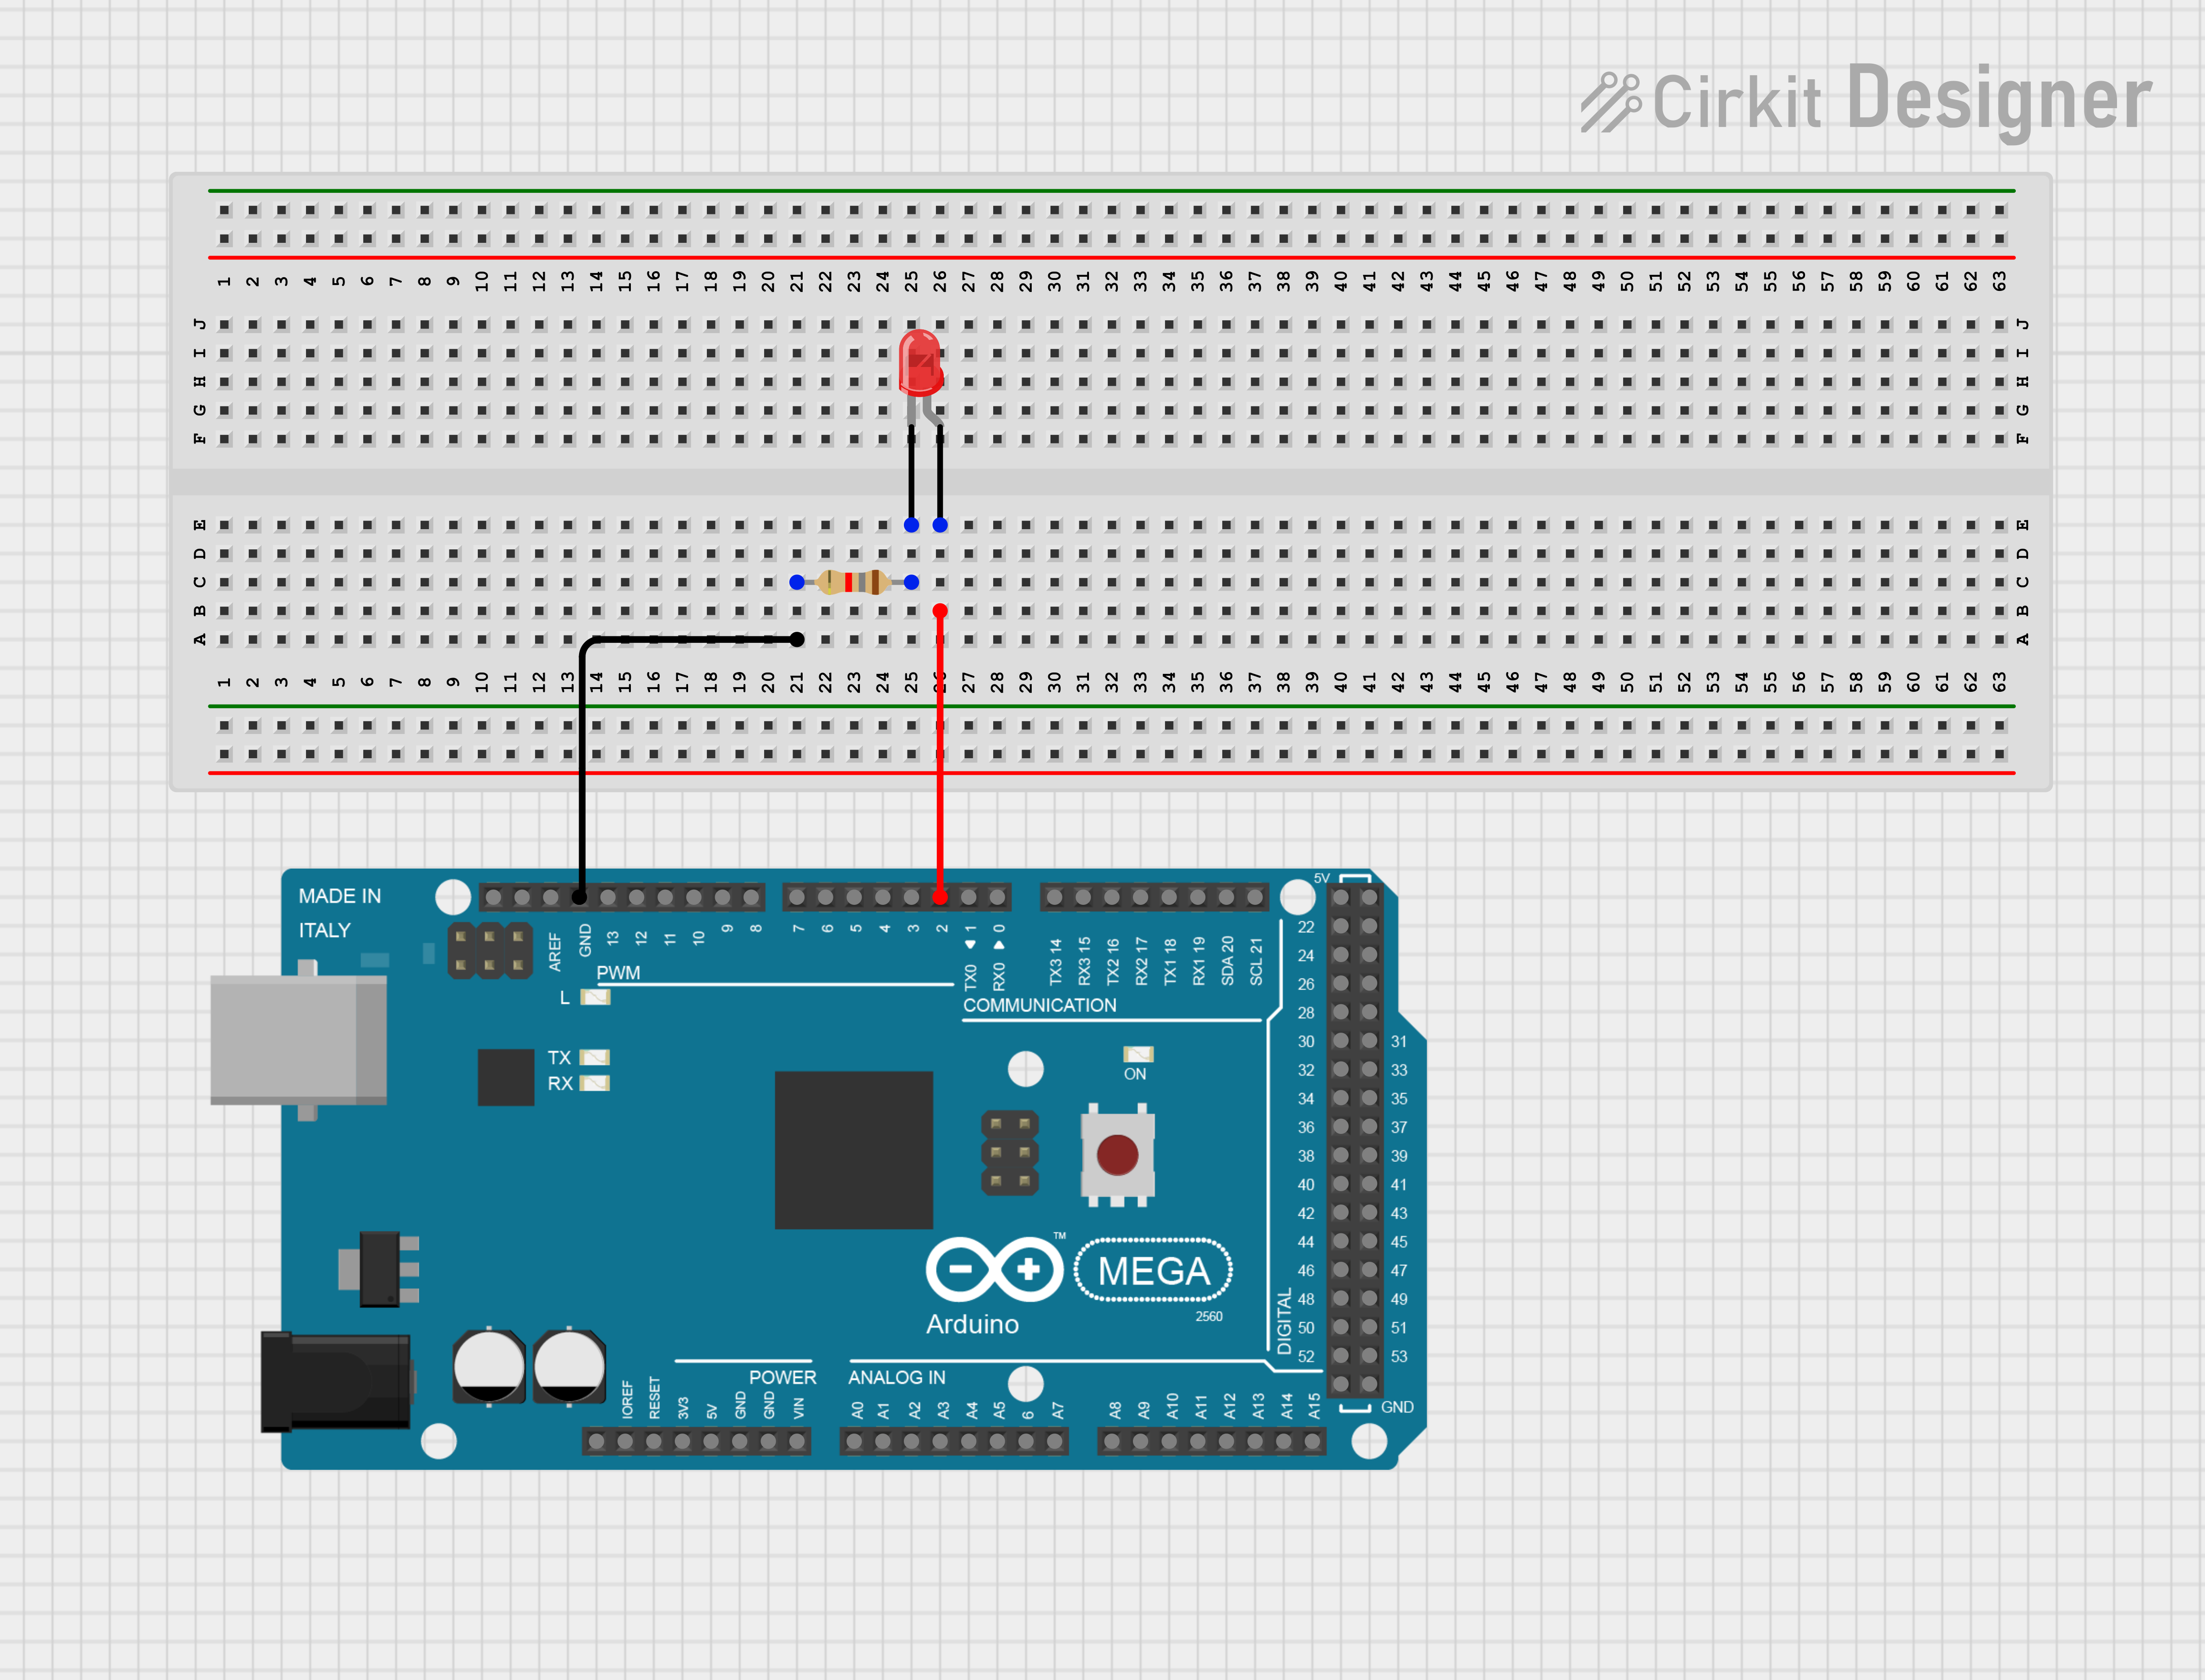 Cirkit Designer
1 2 3 4 5 6 7 8 9 10 11 12 13 14 15 16 17 18 19 20 21 22 23 24 25 26 27 28 29 30 31 32 33 34 35 36 37 38 39 40 41 42 43 44 45 46 47 48 49 50 51 52 53 54 55 56 57 58 59 60 61 62 63
J J
I I
H H
G G
F F
E E
D D
C C
B B
A A
1 2 3 4 5 6 7 8 9 10 11 12 13 14 15 16 17 18 19 20 21 22 23 24 25 26 27 28 29 30 31 32 33 34 35 36 37 38 39 40 41 42 43 44 45 46 47 48 49 50 51 52 53 54 55 56 57 58 59 60 61 62 63
MADE IN
ITALY
5V
AREF GND 13 12 11 10 9 8 7 6 5 4 3 2 TX0 1 RX0 0 TX3 14 RX3 15 TX2 16 RX2 17 TX1 18 RX1 19 SDA 20 SCL 21
PWM
L
COMMUNICATION
TX
RX
ON
22
24
26
28
30 31
32 33
34 35
36 37
38 39
40 41
42 43
44 45
46 47
48 49
50 51
52 53
DIGITAL
TM
MEGA
2560
Arduino
POWER
ANALOG IN
IOREF RESET 3V3 5V GND GND VIN A0 A1 A2 A3 A4 A5 6 A7 A8 A9 A10 A11 A12 A13 A14 A15
GND